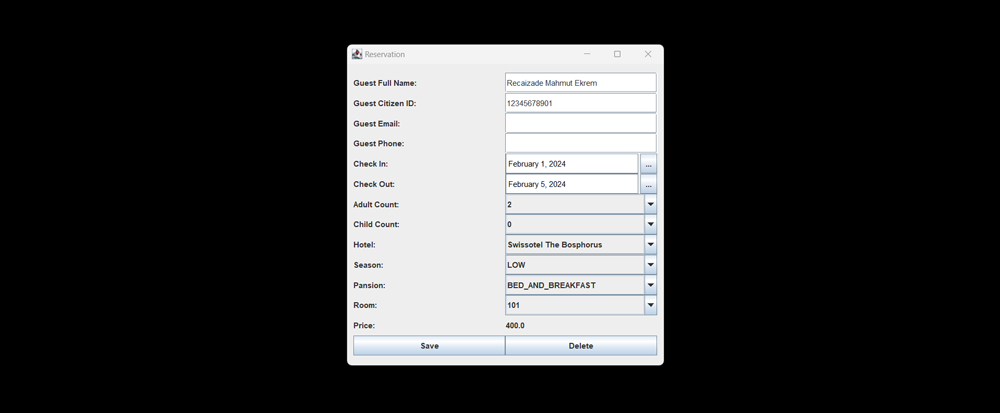 Reservation
Guest Full Name: Recaizade Mahmut Ekrem
Guest Citizen ID: 12345678901
Guest Email:
Guest Phone:
Check In: February 1, 2024 ...
Check Out: February 5, 2024 ...
Adult Count: 2
Child Count: 0
Hotel: Swissotel The Bosphorus
Season: LOW
Pansion: BED_AND_BREAKFAST
Room: 101
Price: 400.0
Save Delete